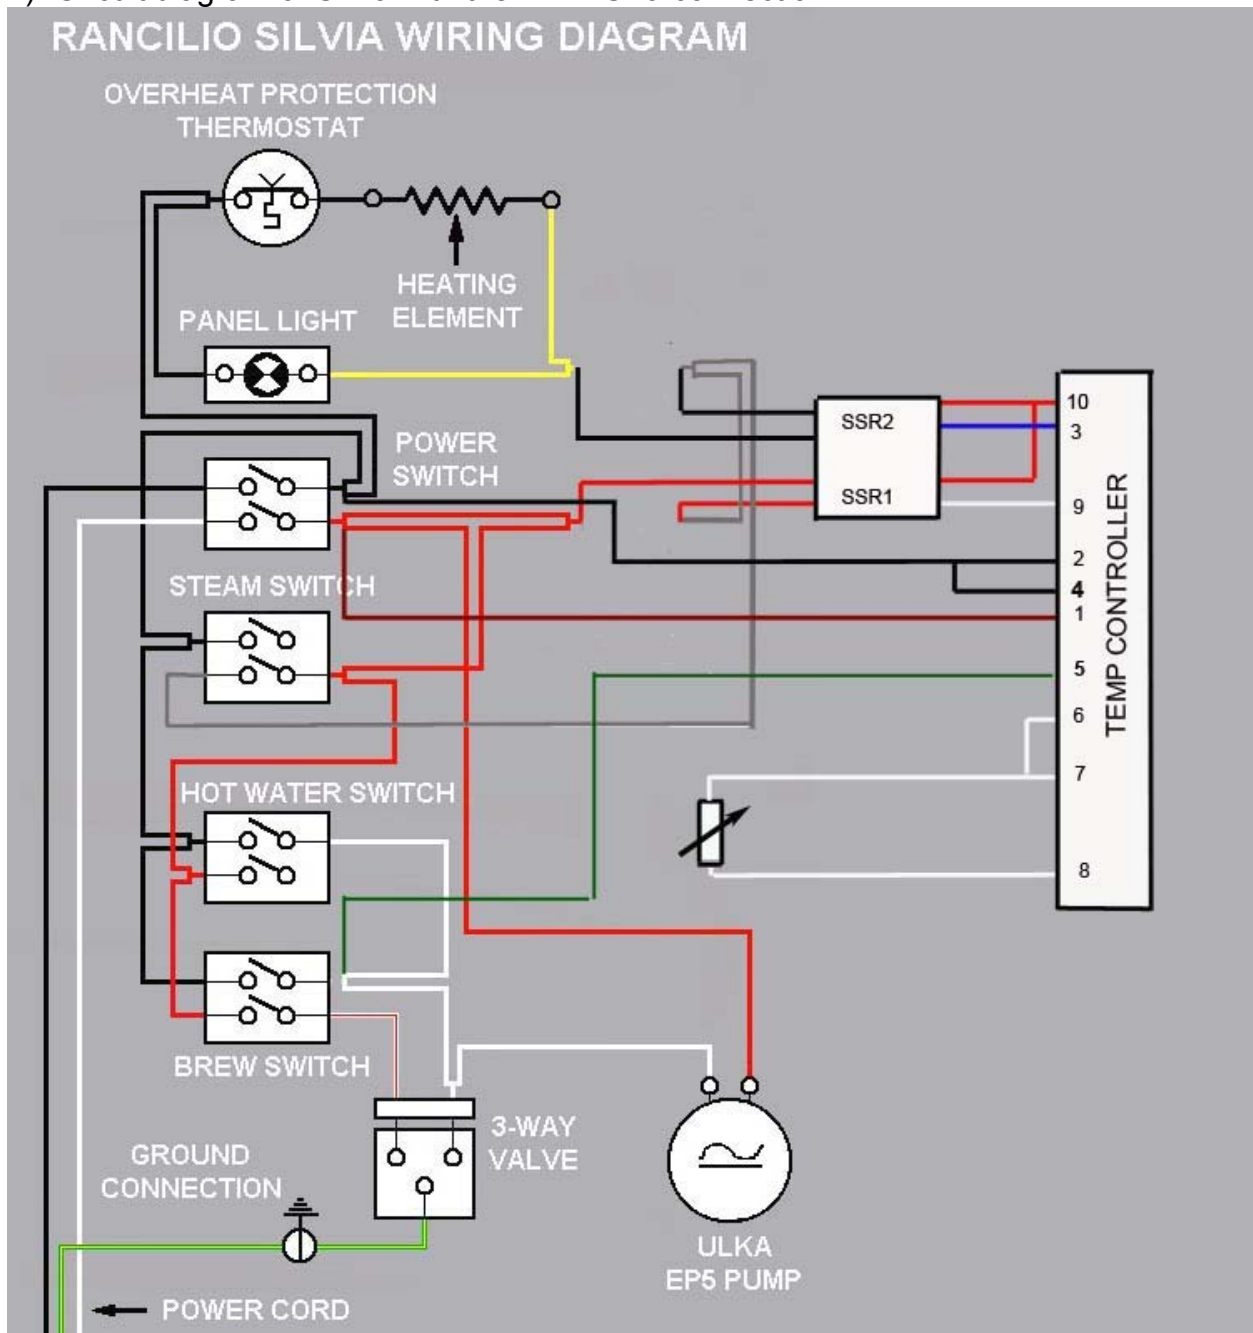 RANCILIO SILVIA WIRING DIAGRAM
OVERHEAT PROTECTION
THERMOSTAT
HEATING
ELEMENT
PANEL LIGHT
POWER
SWITCH
SSR2
SSR1
10
3
9
2
4
1
5
6
7
8
TEMP CONTROLLER
STEAM SWITCH
HOT WATER SWITCH
BREW SWITCH
3-WAY
VALVE
GROUND
CONNECTION
ULKA
EP5 PUMP
POWER CORD